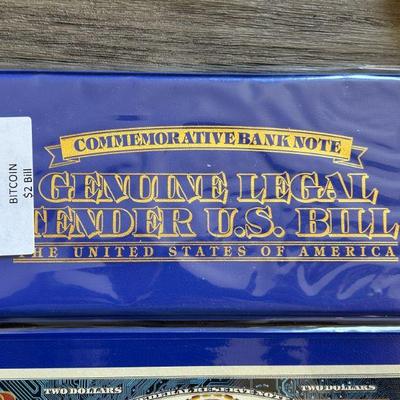 COMMEMORATIVE BANK NOTE
GENUINE LEGAL
TENDER U.S. BILL
THE UNITED STATES OF AMERICA
BITCOIN
$2 Bill
TWO DOLLARS
FEDERAL RESERVE NOTE
TWO DOLLARS